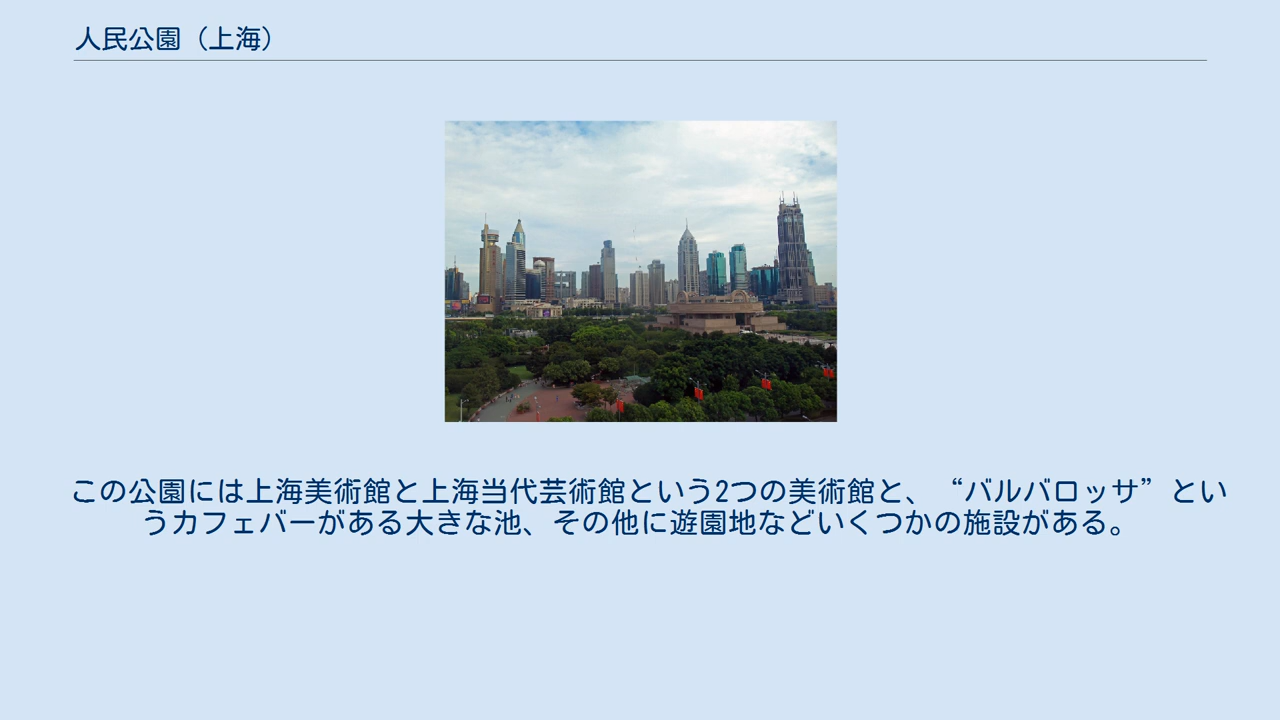 人民公園（上海）
この公園には上海美術館と上海当代芸術館という2つの美術館と、“バルバロッサ”とい
うカフェバーがある大きな池、その他に遊園地などいくつかの施設がある。